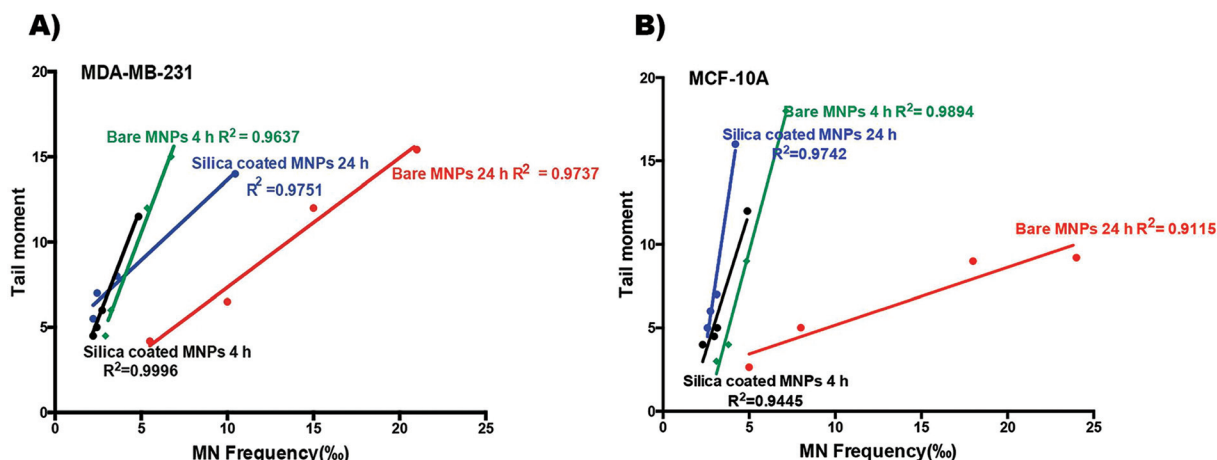 A)
MDA-MB-231
20
15
10
5
0
Tail moment
Bare MNPs 4 h R² = 0.9637
Silica coated MNPs 24 h
R² =0.9751
Bare MNPs 24 h R² = 0.9737
Silica coated MNPs 4 h
R²=0.9996
0 5 10 15 20 25
MN Frequency(‰)
B)
MCF-10A
20
15
10
5
0
Tail moment
Bare MNPs 4 h R²= 0.9894
Silica coated MNPs 24 h
R²=0.9742
Bare MNPs 24 h R²= 0.9115
Silica coated MNPs 4 h
R²=0.9445
0 5 10 15 20 25
MN Frequency(‰)